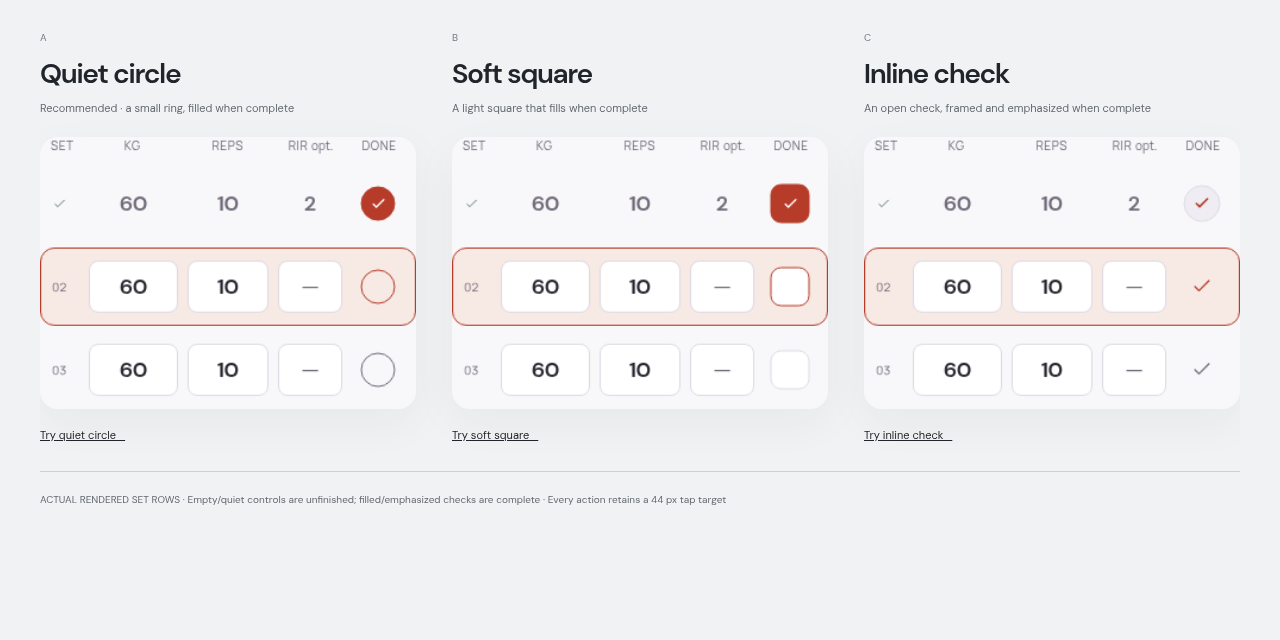 A
Quiet circle
Recommended · a small ring, filled when complete
SET KG REPS RIR opt. DONE
60 10 2
02 60 10 —
03 60 10 —
Try quiet circle
B
Soft square
A light square that fills when complete
SET KG REPS RIR opt. DONE
60 10 2
02 60 10 —
03 60 10 —
Try soft square
C
Inline check
An open check, framed and emphasized when complete
SET KG REPS RIR opt. DONE
60 10 2
02 60 10 —
03 60 10 —
Try inline check
ACTUAL RENDERED SET ROWS · Empty/quiet controls are unfinished; filled/emphasized checks are complete · Every action retains a 44 px tap target